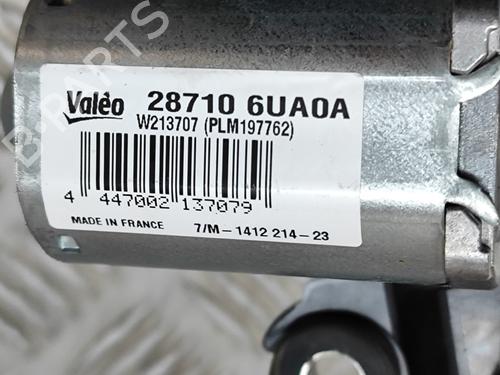 Valeo 28710 6UA0A
W213707 (PLM197762)
4 447002 137079
MADE IN FRANCE 7/M-1412 214-23
B-PARTS